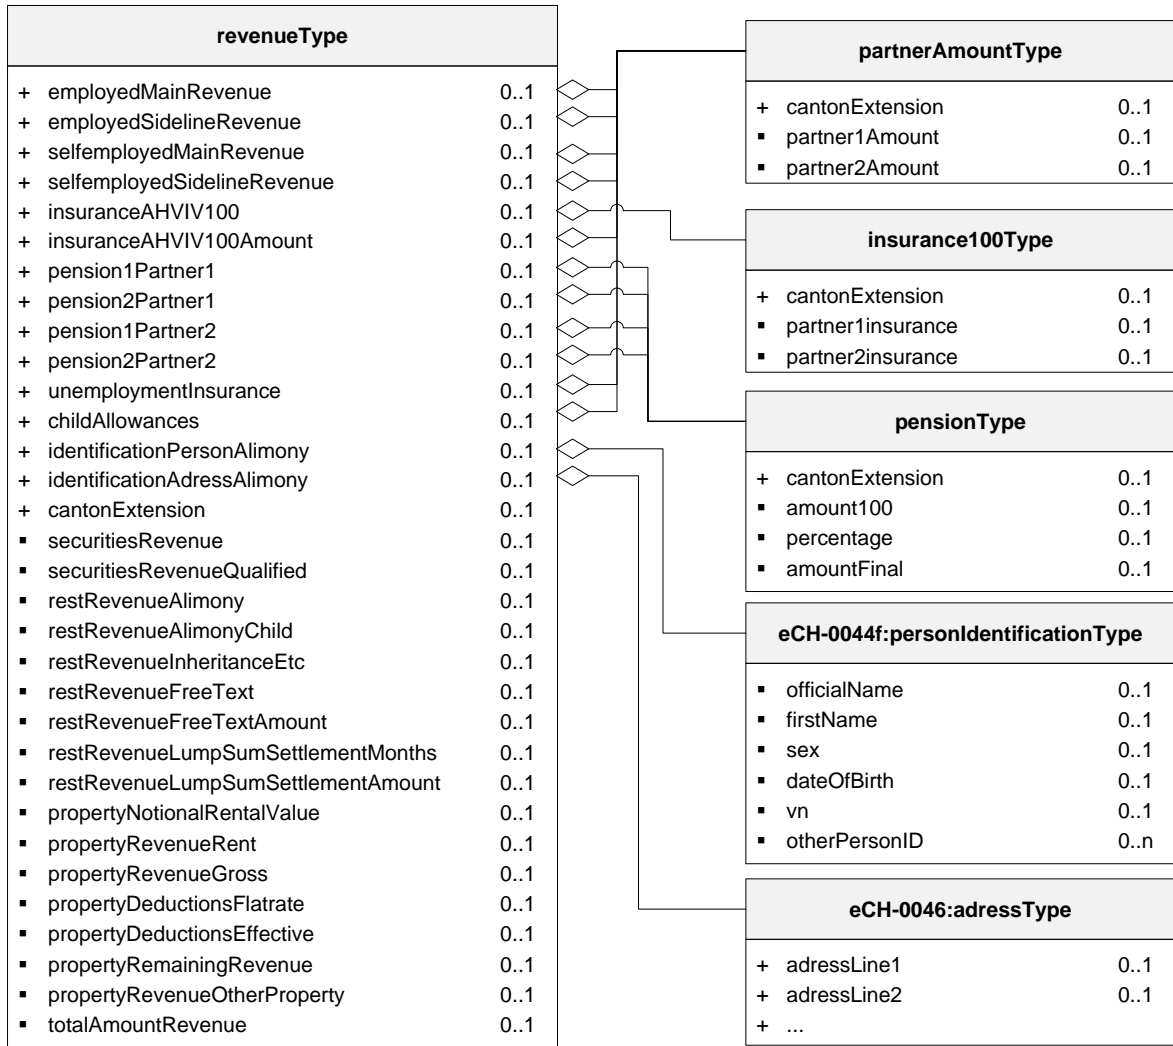 revenueType
+ employedMainRevenue 0..1
+ employedSidelineRevenue 0..1
+ selfemployedMainRevenue 0..1
+ selfemployedSidelineRevenue 0..1
+ insuranceAHVIV100 0..1
+ insuranceAHVIV100Amount 0..1
+ pension1Partner1 0..1
+ pension2Partner1 0..1
+ pension1Partner2 0..1
+ pension2Partner2 0..1
+ unemploymentInsurance 0..1
+ childAllowances 0..1
+ identificationPersonAlimony 0..1
+ identificationAdressAlimony 0..1
+ cantonExtension 0..1
▪ securitiesRevenue 0..1
▪ securitiesRevenueQualified 0..1
▪ restRevenueAlimony 0..1
▪ restRevenueAlimonyChild 0..1
▪ restRevenueInheritanceEtc 0..1
▪ restRevenueFreeText 0..1
▪ restRevenueFreeTextAmount 0..1
▪ restRevenueLumpSumSettlementMonths 0..1
▪ restRevenueLumpSumSettlementAmount 0..1
▪ propertyNotionalRentalValue 0..1
▪ propertyRevenueRent 0..1
▪ propertyRevenueGross 0..1
▪ propertyDeductionsFlatrate 0..1
▪ propertyDeductionsEffective 0..1
▪ propertyRemainingRevenue 0..1
▪ propertyRevenueOtherProperty 0..1
▪ totalAmountRevenue 0..1
partnerAmountType
+ cantonExtension 0..1
▪ partner1Amount 0..1
▪ partner2Amount 0..1
insurance100Type
+ cantonExtension 0..1
▪ partner1insurance 0..1
▪ partner2insurance 0..1
pensionType
+ cantonExtension 0..1
▪ amount100 0..1
▪ percentage 0..1
▪ amountFinal 0..1
eCH-0044f:personIdentificationType
▪ officialName 0..1
▪ firstName 0..1
▪ sex 0..1
▪ dateOfBirth 0..1
▪ vn 0..1
▪ otherPersonID 0..n
eCH-0046:adressType
+ adressLine1 0..1
+ adressLine2 0..1
+ ...